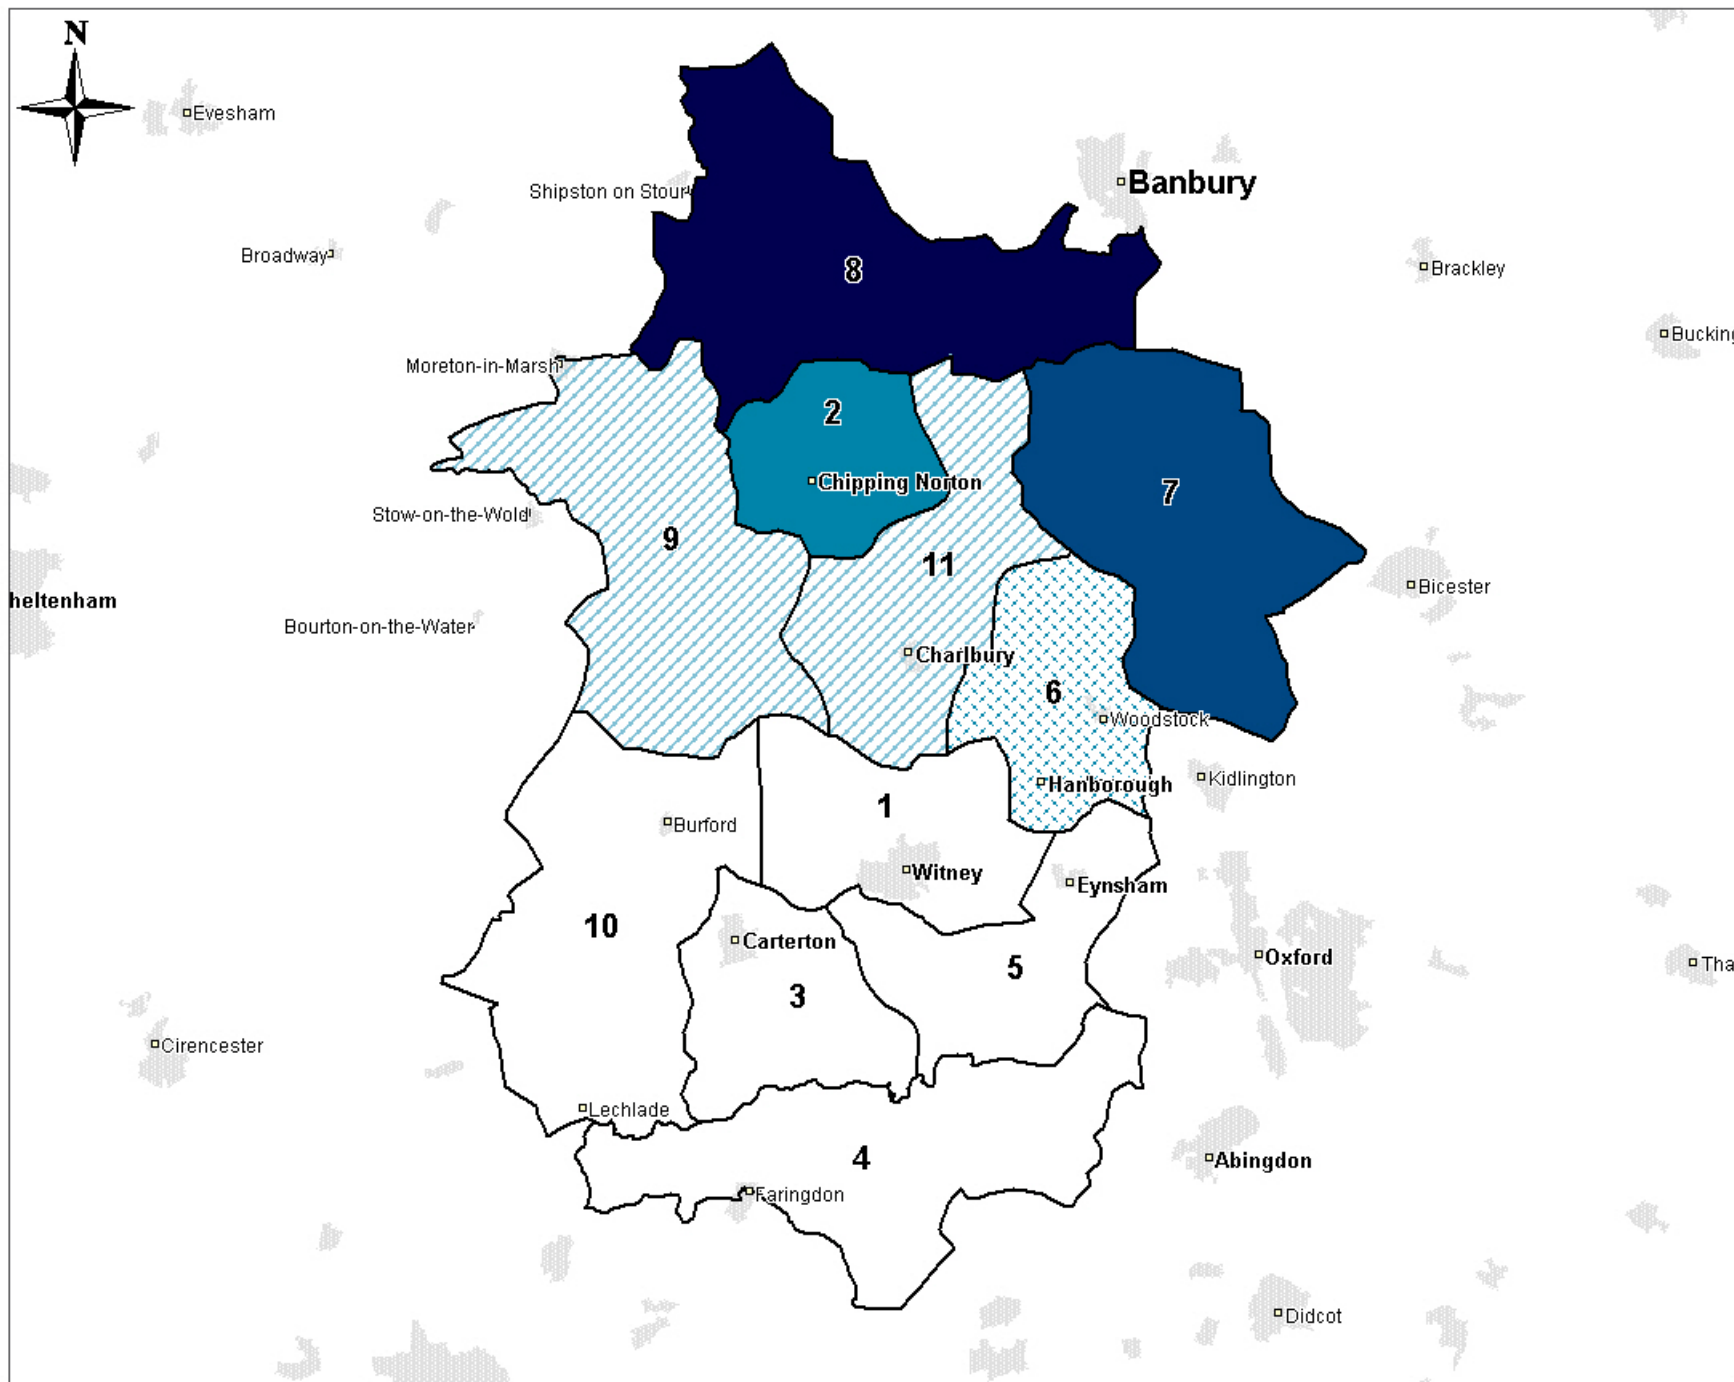 N
Evesham
Banbury
Shipston on Stour
Broadway
8
Brackley
Bucking
Moreton-in-Marsh
2
Chipping Norton
7
Stow-on-the-Wold
9
11
Bicester
heltenham
Bourton-on-the-Water
Charlbury
6
Woodstock
Hanborough
Kidlington
1
Burford
Witney
Eynsham
10
Carterton
5
Oxford
Tha
3
Cirencester
Lechlade
4
Abingdon
Faringdon
Didcot